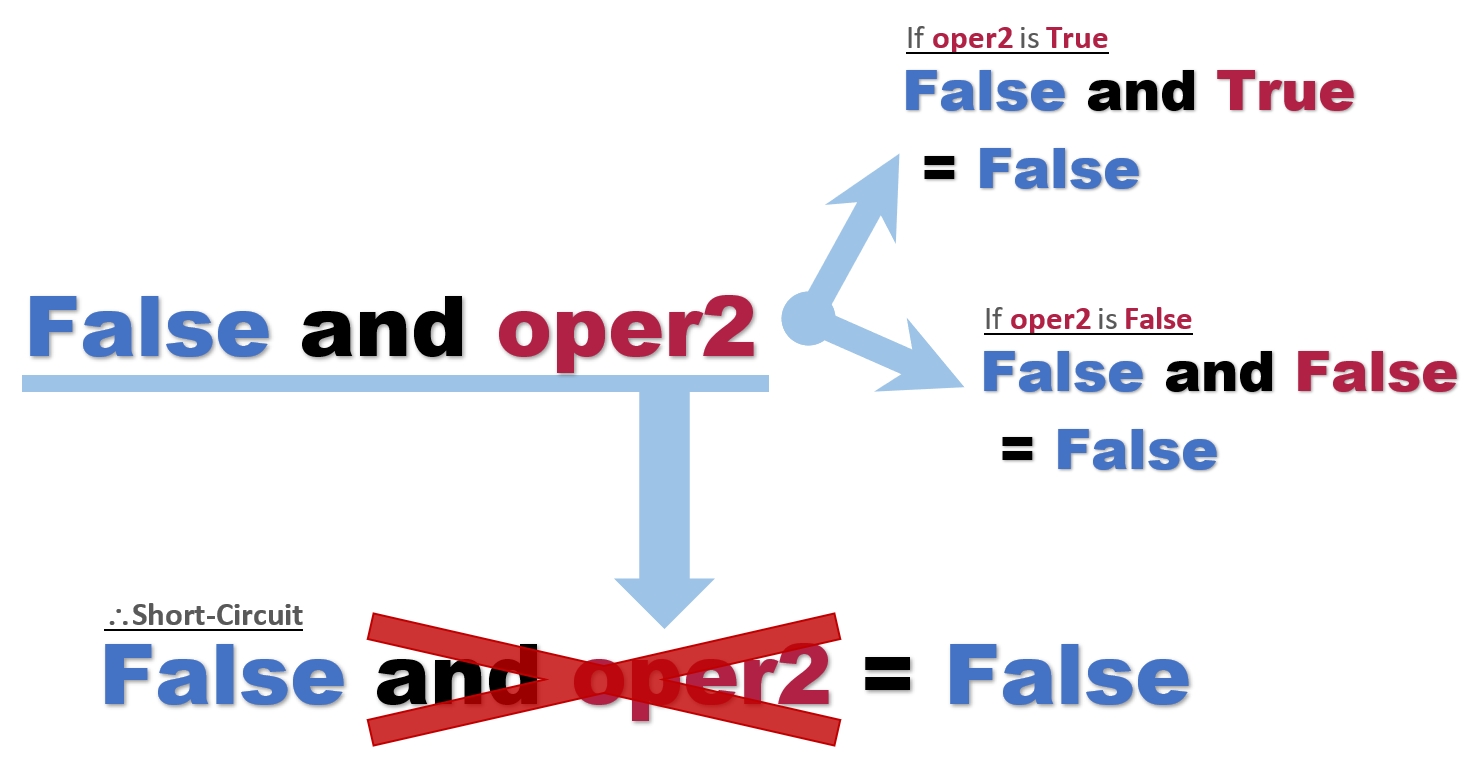 If oper2 is True
False and True
= False
False and oper2
If oper2 is False
False and False
= False
∴Short-Circuit
False and oper2 = False